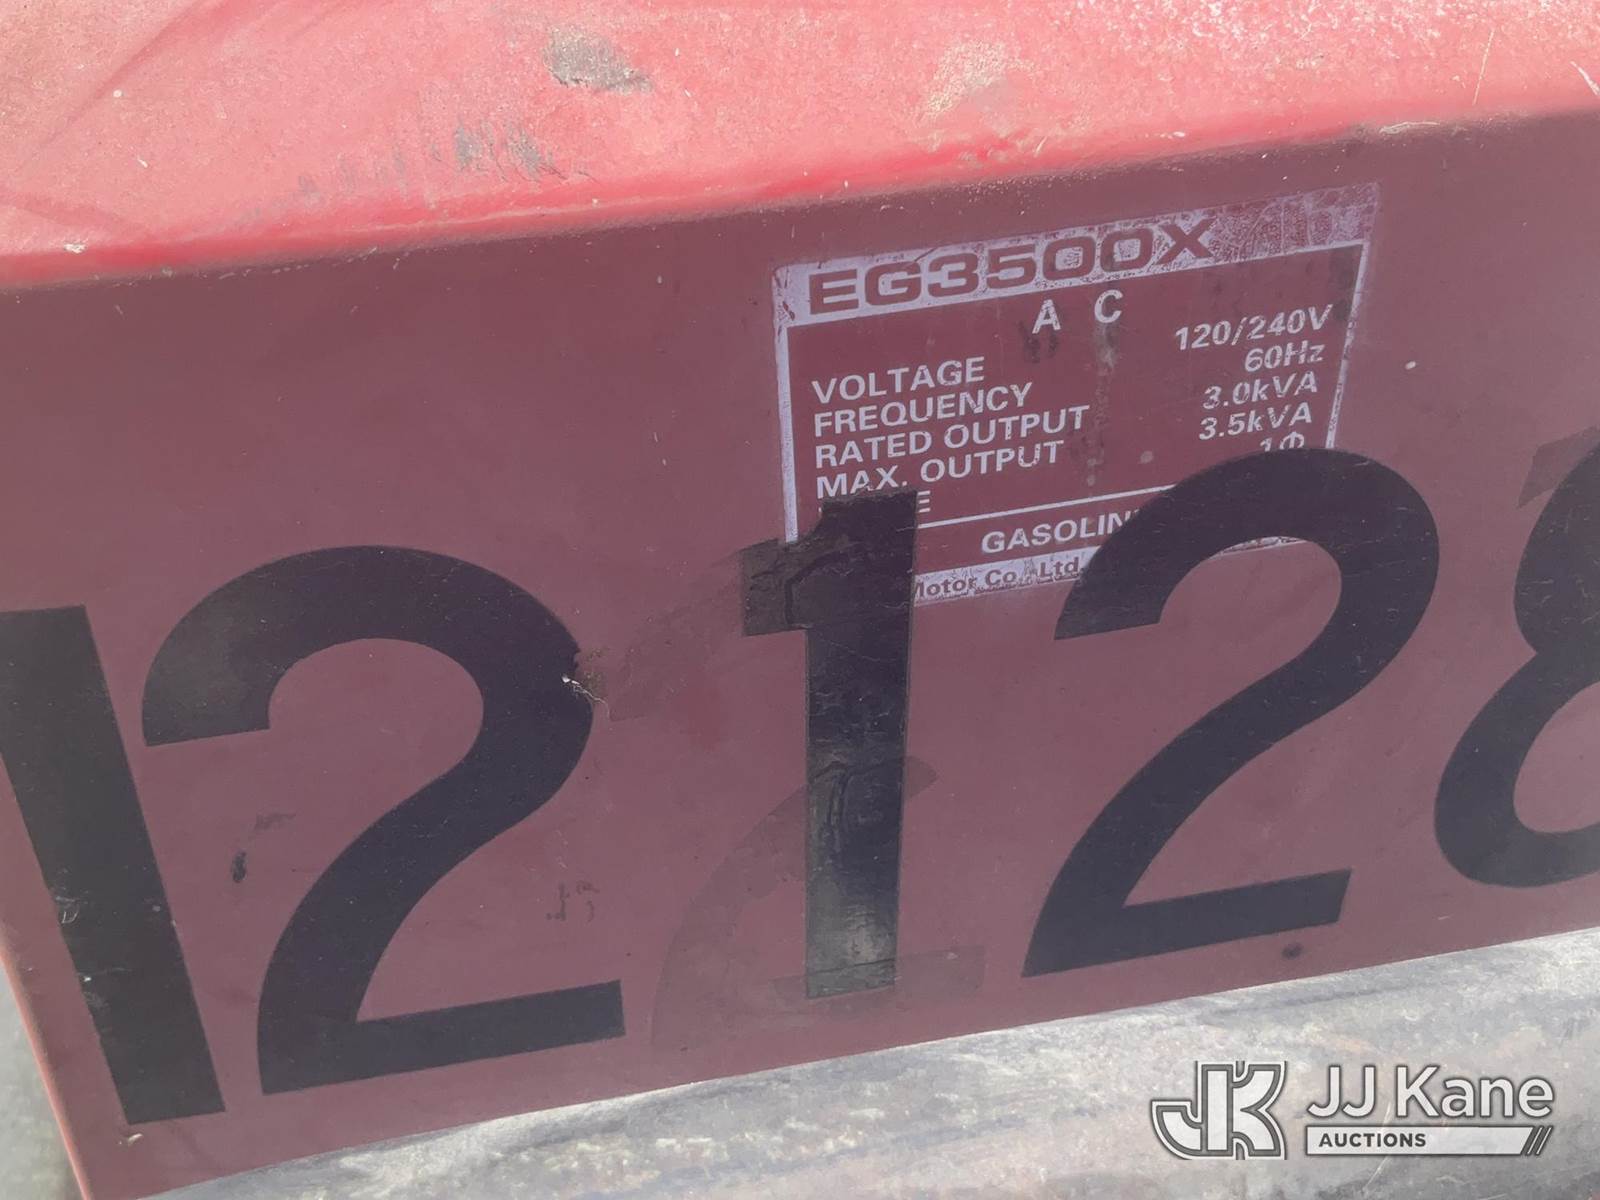 EG3500X
A C
VOLTAGE 120/240V
FREQUENCY 60Hz
RATED OUTPUT 3.0kVA
MAX. OUTPUT 3.5kVA
1Φ
GASOLIN
Motor Co., Ltd.
12128
JJ Kane
AUCTIONS